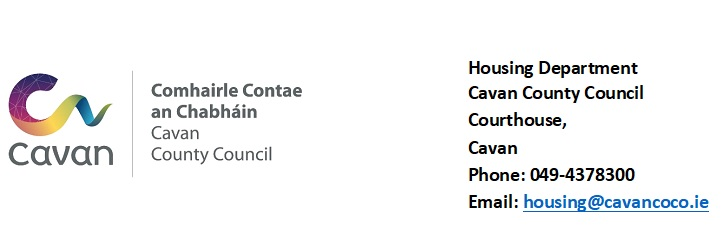 cavan
Comhairle Contae
an Chabháin
Cavan
County Council
Housing Department
Cavan County Council
Courthouse,
Cavan
Phone: 049-4378300
Email: housing@cavancoco.ie